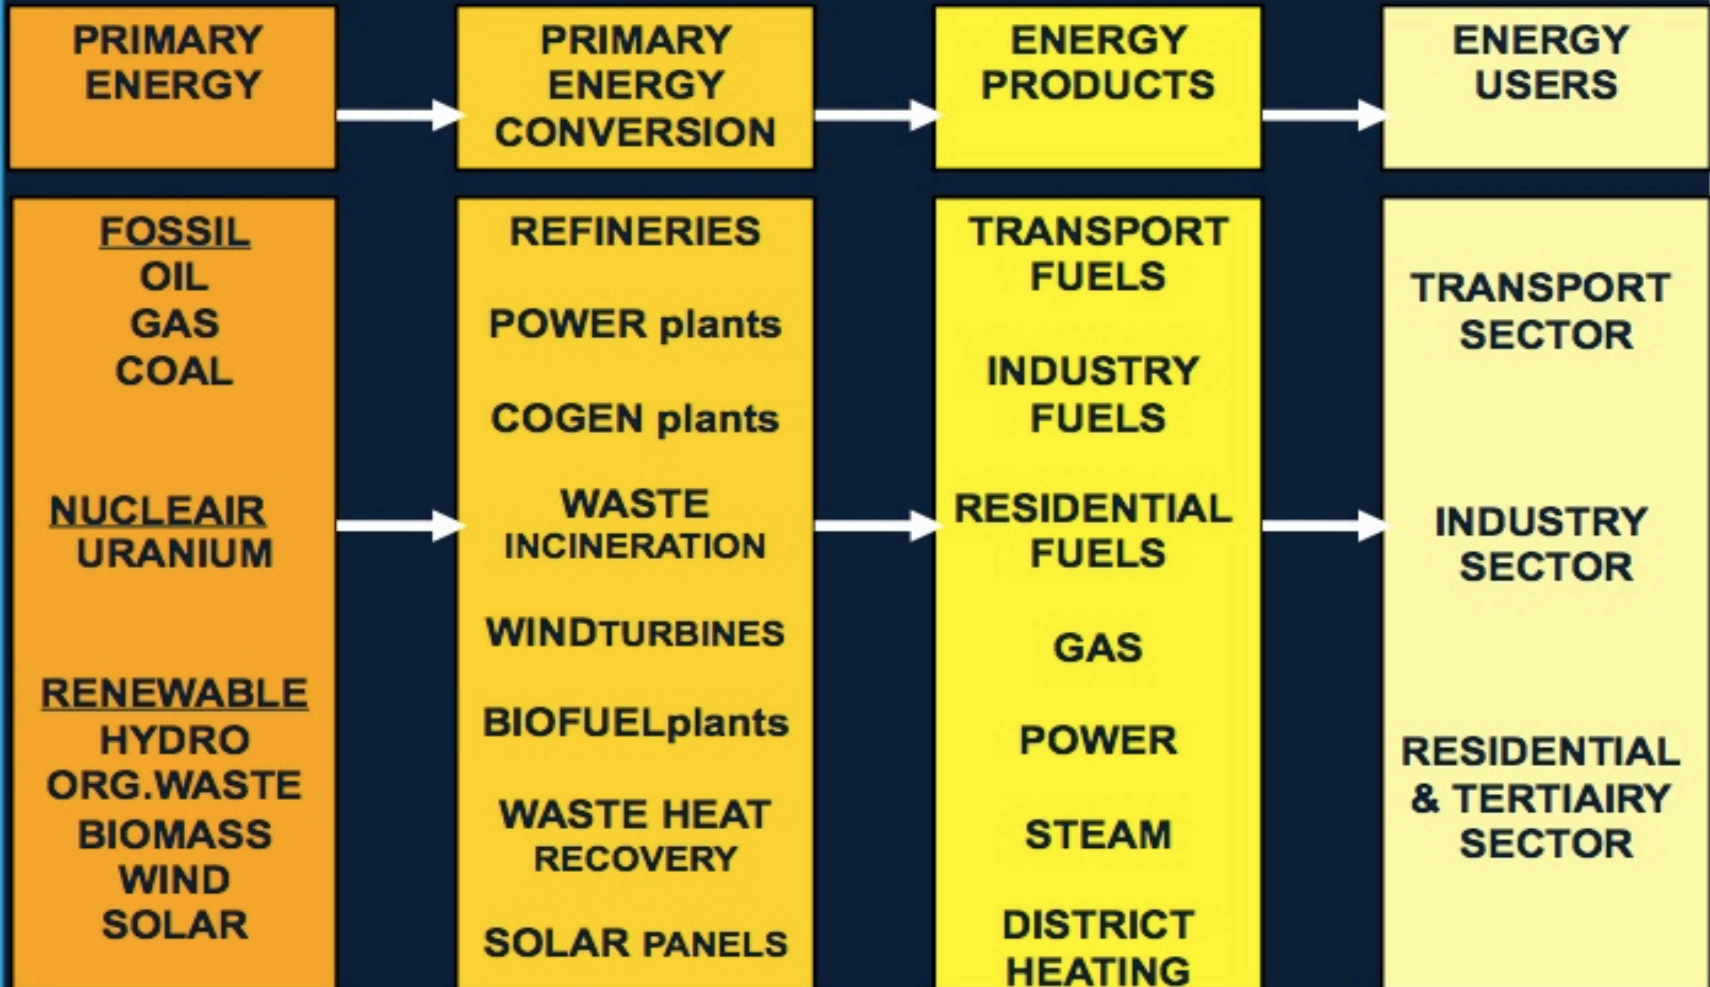 PRIMARY
ENERGY
PRIMARY
ENERGY
CONVERSION
ENERGY
PRODUCTS
ENERGY
USERS
FOSSIL
OIL
GAS
COAL
NUCLEAIR
URANIUM
RENEWABLE
HYDRO
ORG.WASTE
BIOMASS
WIND
SOLAR
REFINERIES
POWER plants
COGEN plants
WASTE
INCINERATION
WINDTURBINES
BIOFUELplants
WASTE HEAT
RECOVERY
SOLAR PANELS
TRANSPORT
FUELS
INDUSTRY
FUELS
RESIDENTIAL
FUELS
GAS
POWER
STEAM
DISTRICT
HEATING
TRANSPORT
SECTOR
INDUSTRY
SECTOR
RESIDENTIAL
& TERTIAIRY
SECTOR